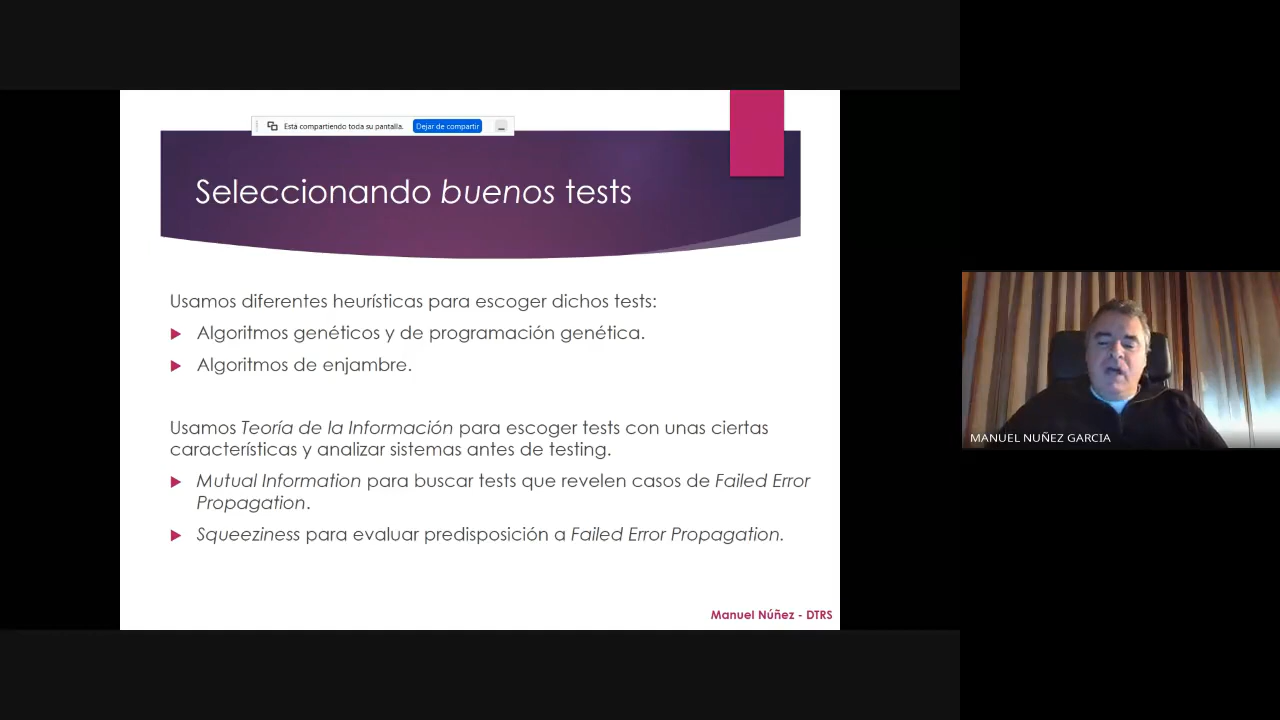 Está compartiendo toda su pantalla. Dejar de compartir
Seleccionando buenos tests
Usamos diferentes heurísticas para escoger dichos tests:
Algoritmos genéticos y de programación genética.
Algoritmos de enjambre.
Usamos Teoría de la Información para escoger tests con unas ciertas
características y analizar sistemas antes de testing.
Mutual Information para buscar tests que revelen casos de Failed Error
Propagation.
Squeeziness para evaluar predisposición a Failed Error Propagation.
Manuel Núñez - DTRS
MANUEL NUÑEZ GARCIA